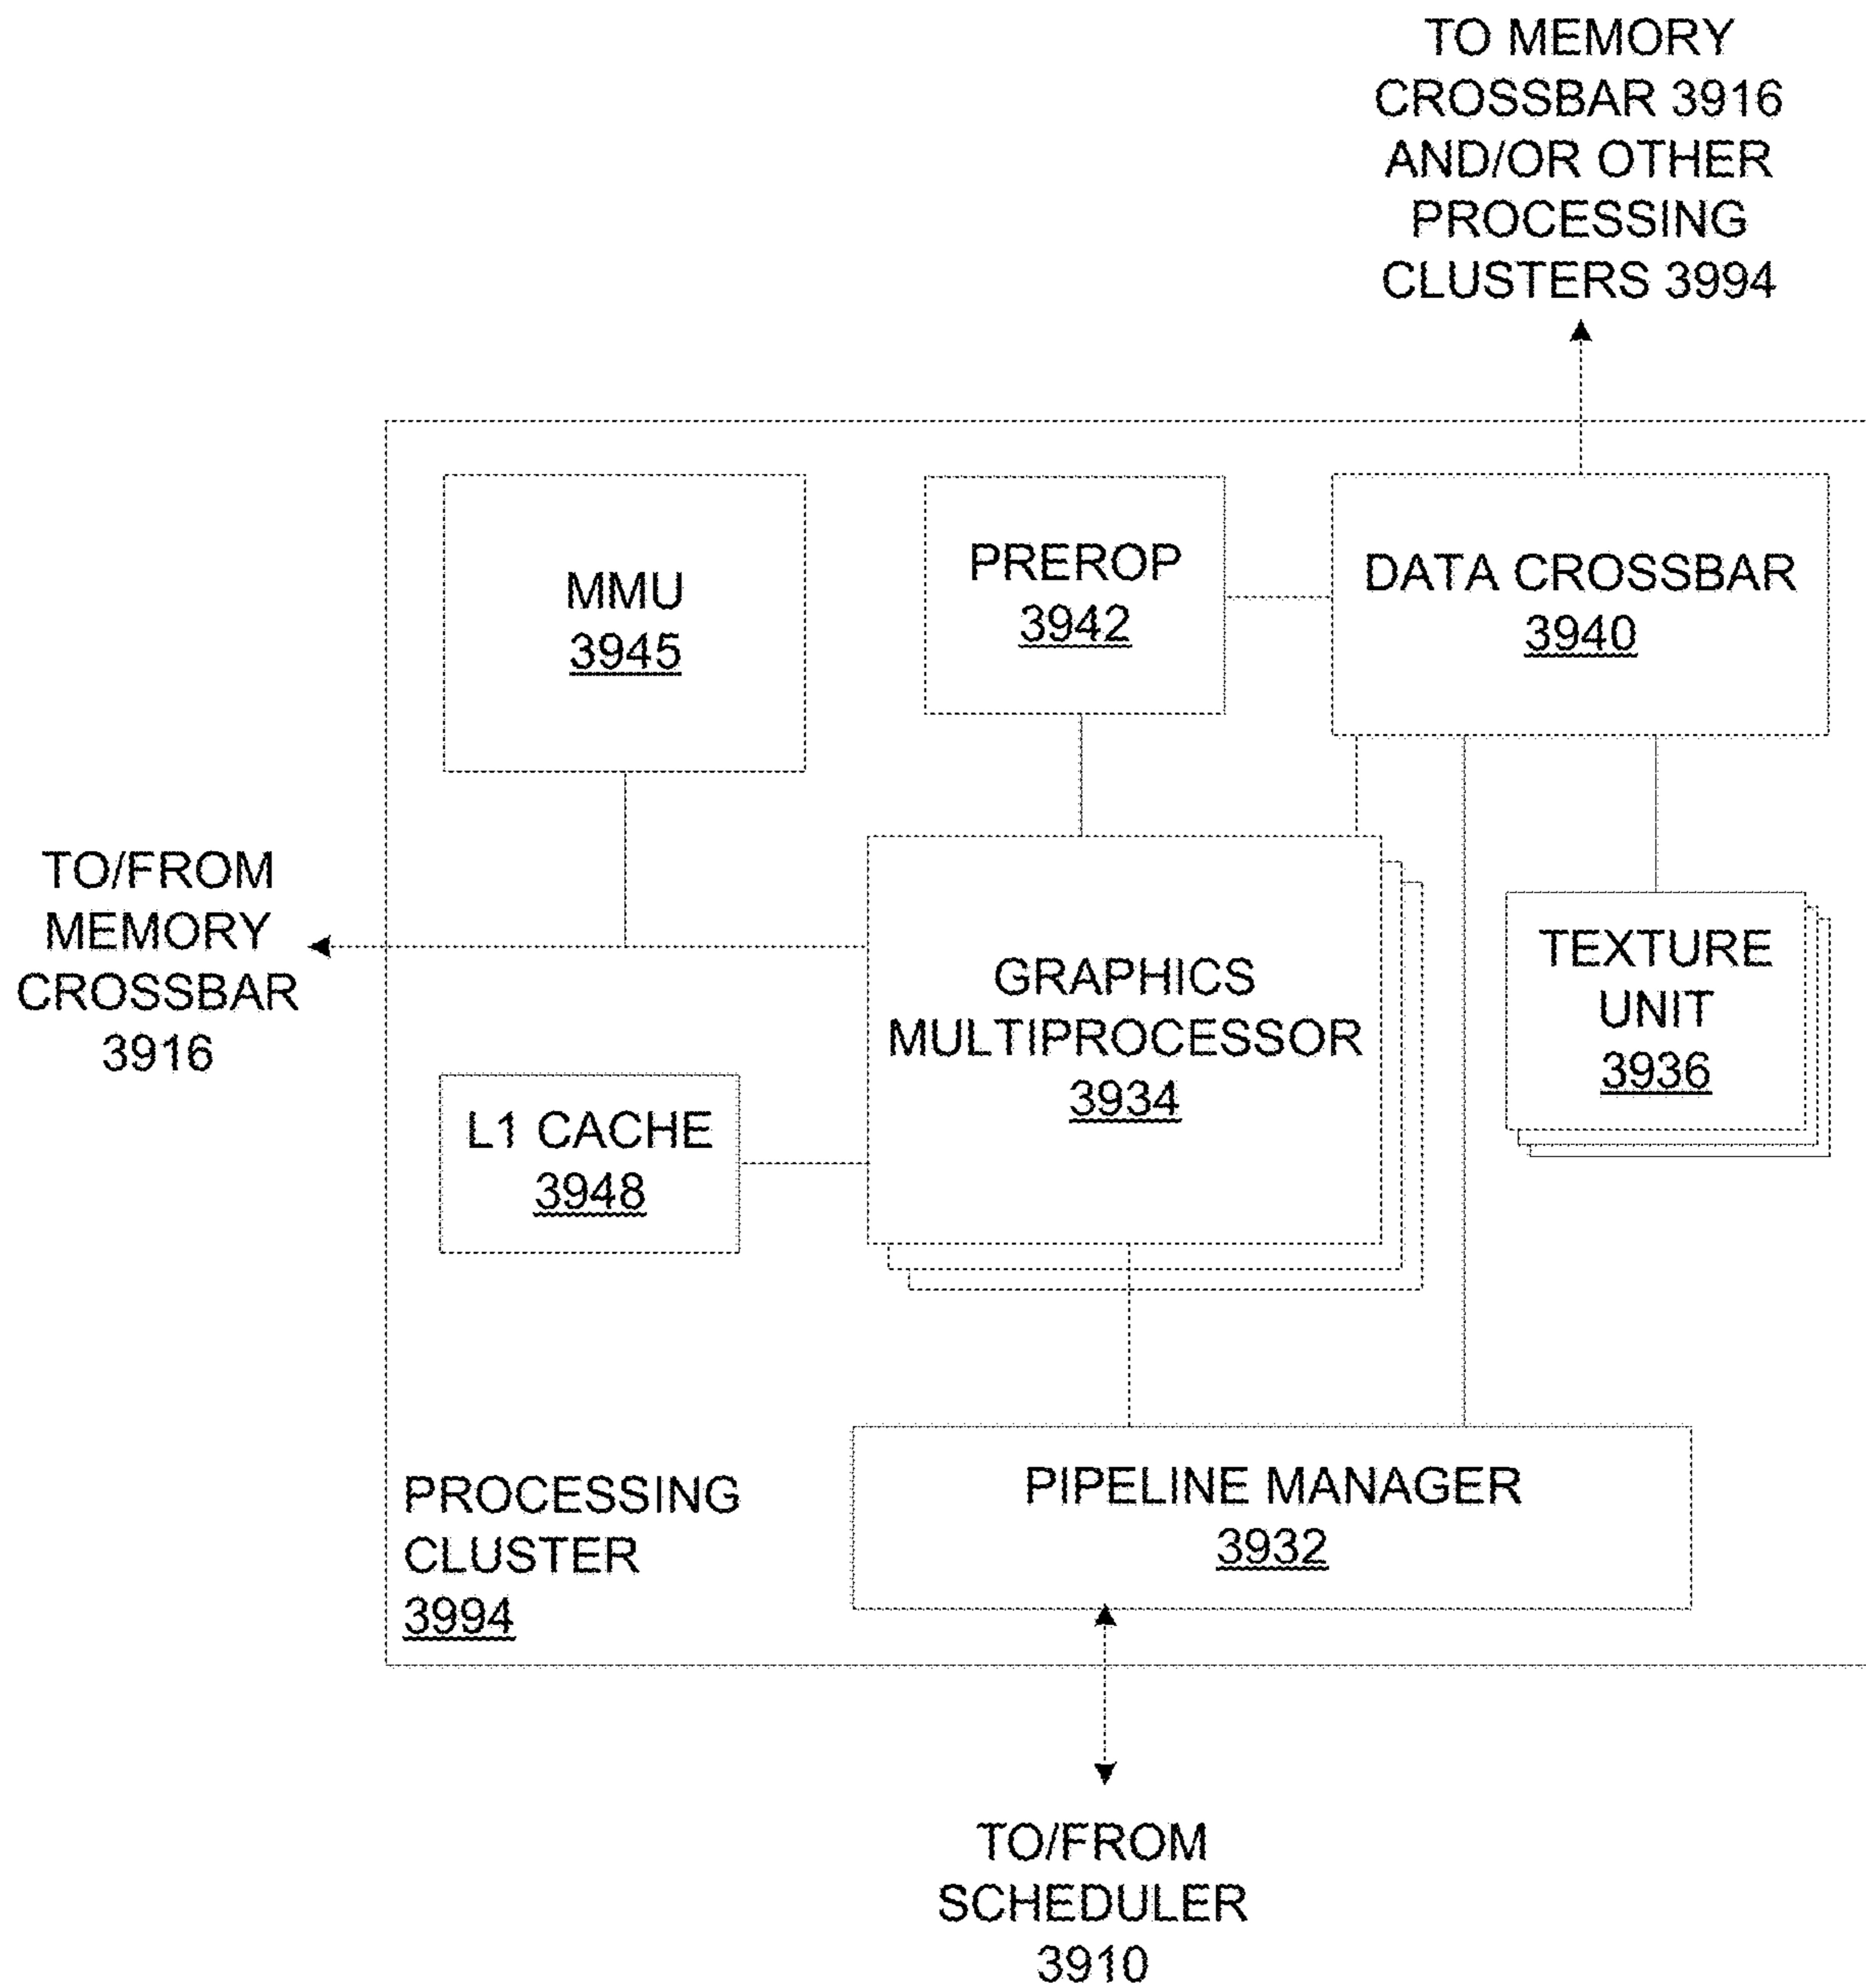 TO MEMORY
CROSSBAR 3916
AND/OR OTHER
PROCESSING
CLUSTERS 3994
MMU
3945
PREROP
3942
DATA CROSSBAR
3940
TO/FROM
MEMORY
CROSSBAR
3916
GRAPHICS
MULTIPROCESSOR
3934
TEXTURE
UNIT
3936
L1 CACHE
3948
PROCESSING
CLUSTER
3994
PIPELINE MANAGER
3932
TO/FROM
SCHEDULER
3910